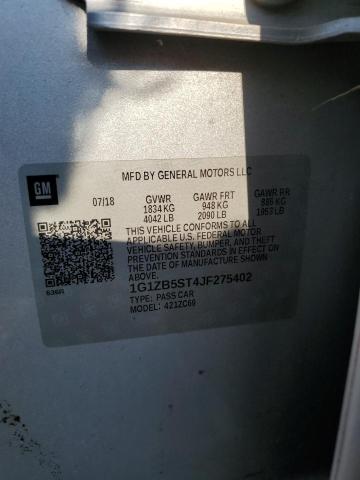 MFD BY GENERAL MOTORS LLC
GM
07/18 GVWR GAWR FRT GAWR RR
1834 KG 948 KG 886 KG
4042 LB 2090 LB 1953 LB
THIS VEHICLE CONFORMS TO ALL
APPLICABLE U.S. FEDERAL MOTOR
VEHICLE SAFETY, BUMPER, AND THEFT
PREVENTION STANDARDS IN EFFECT
ON THE DATE OF MANUFACTURE SHOWN
ABOVE.
1G1ZB5ST4JF275402
TYPE: PASS CAR
MODEL: 421ZC69